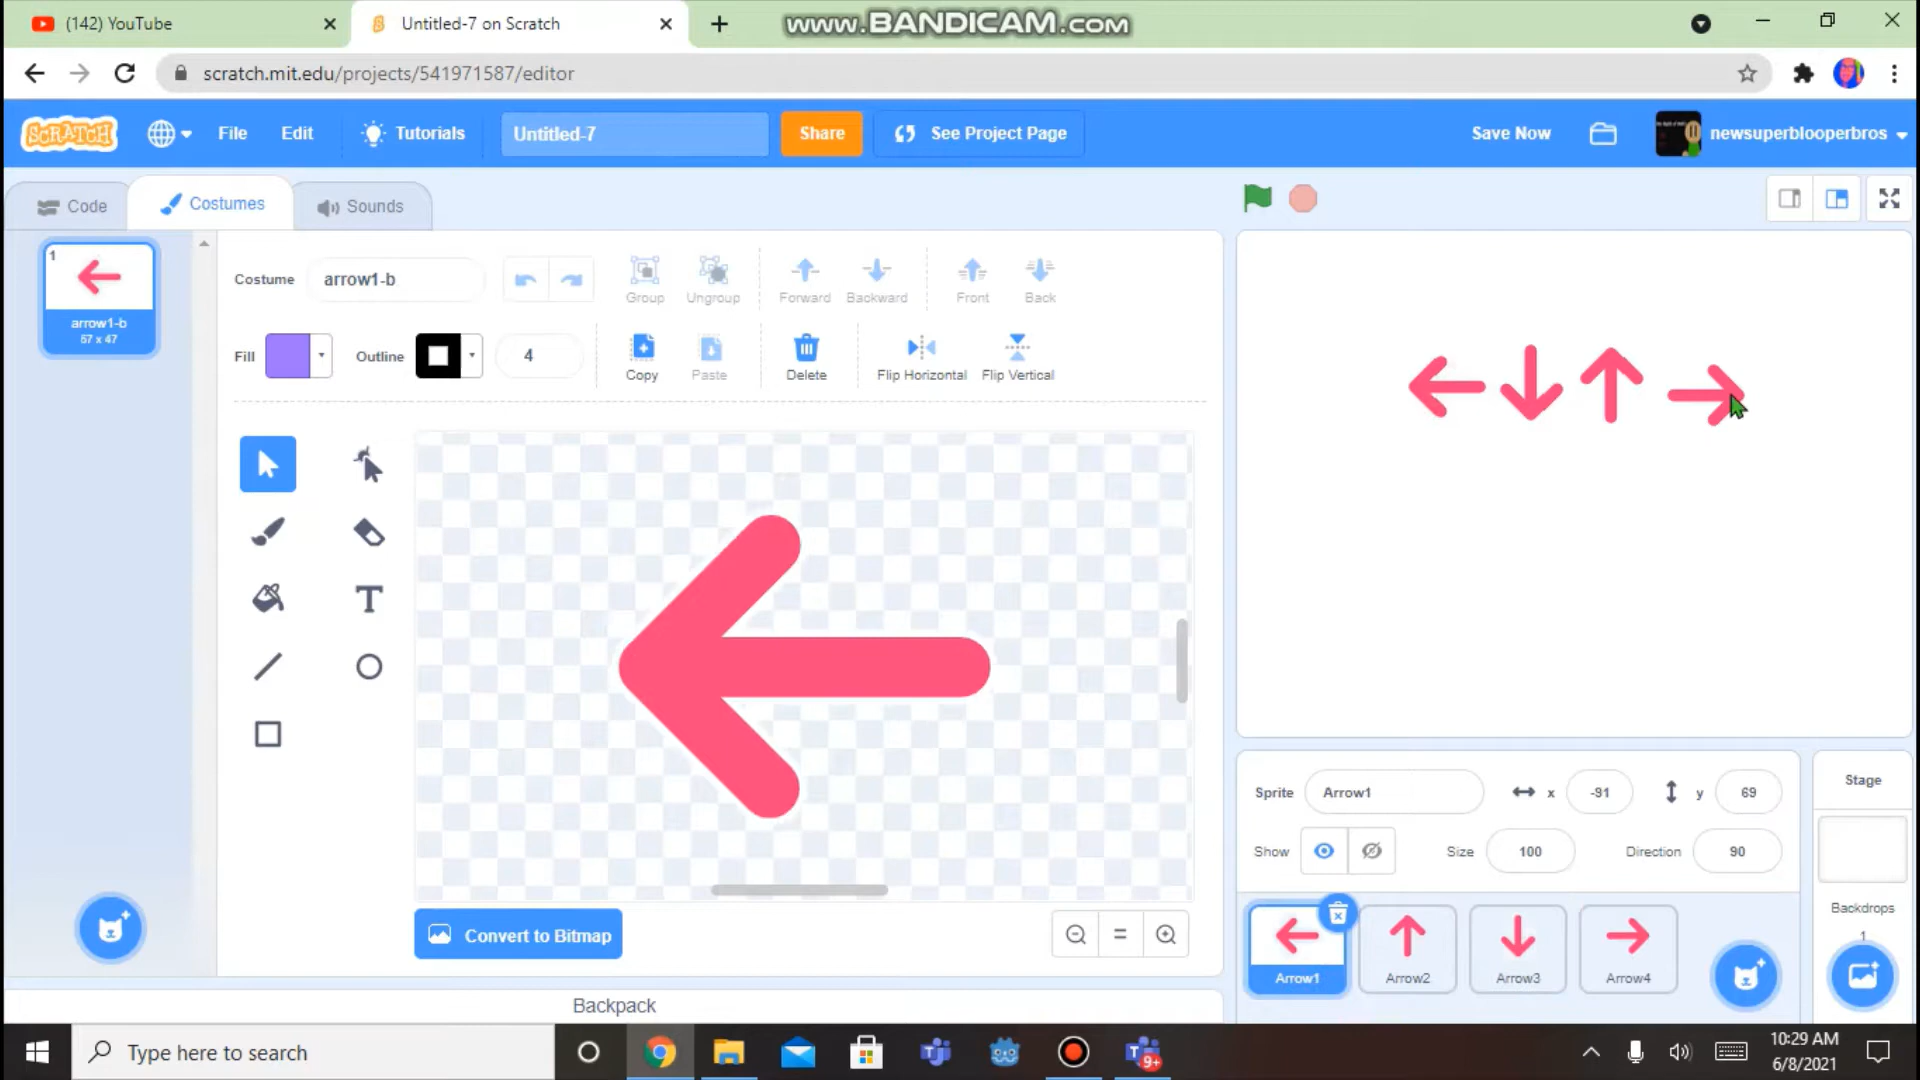 (142) YouTube
Untitled-7 on Scratch
www.BANDICAM.com
scratch.mit.edu/projects/541971587/editor
SCRATCH
File
Edit
Tutorials
Untitled-7
Share
See Project Page
Save Now
newsuperblooperbros
Code
Costumes
Sounds
1
arrow1-b
57 x 47
Costume
arrow1-b
Group
Ungroup
Forward
Backward
Front
Back
Fill
Outline
4
Copy
Paste
Delete
Flip Horizontal
Flip Vertical
T
Convert to Bitmap
Backpack
Sprite
Arrow1
x
-91
y
69
Show
Size
100
Direction
90
Arrow1
Arrow2
Arrow3
Arrow4
Stage
Backdrops
1
Type here to search
9+
10:29 AM
6/8/2021